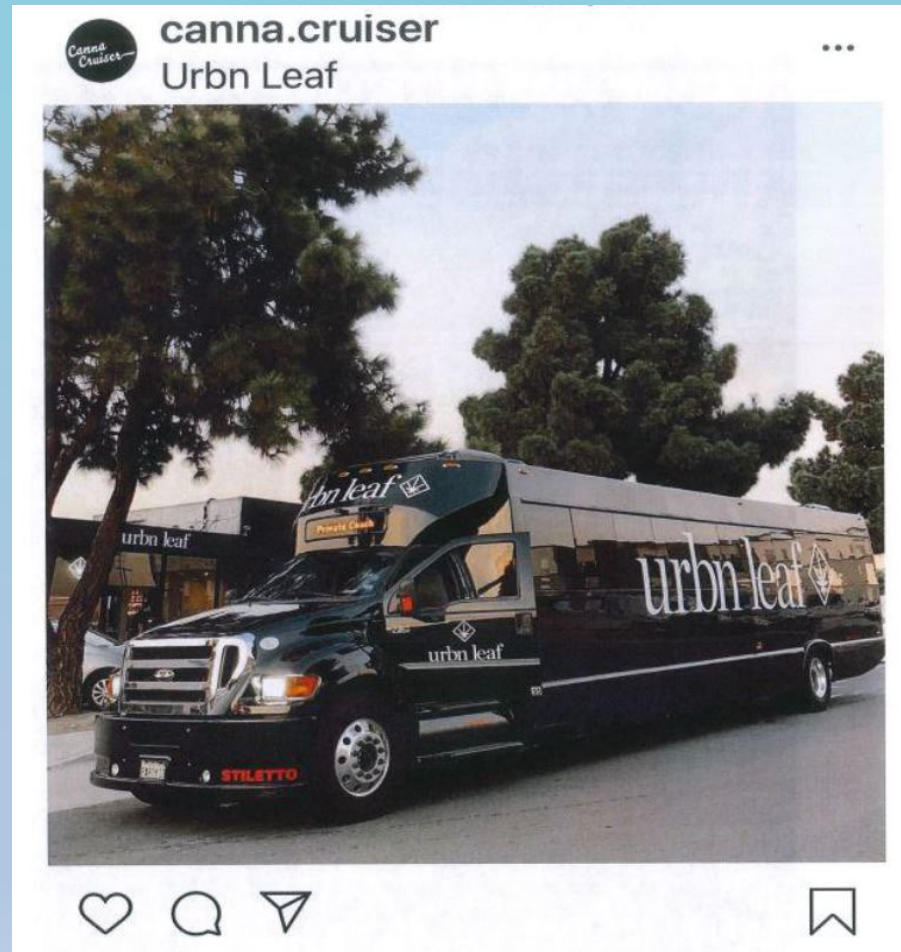 Canna
Cruiser
canna.cruiser
Urbn Leaf
urbn leaf
Private Coach
urbn leaf
urbn leaf
urbn leaf
STILETTO